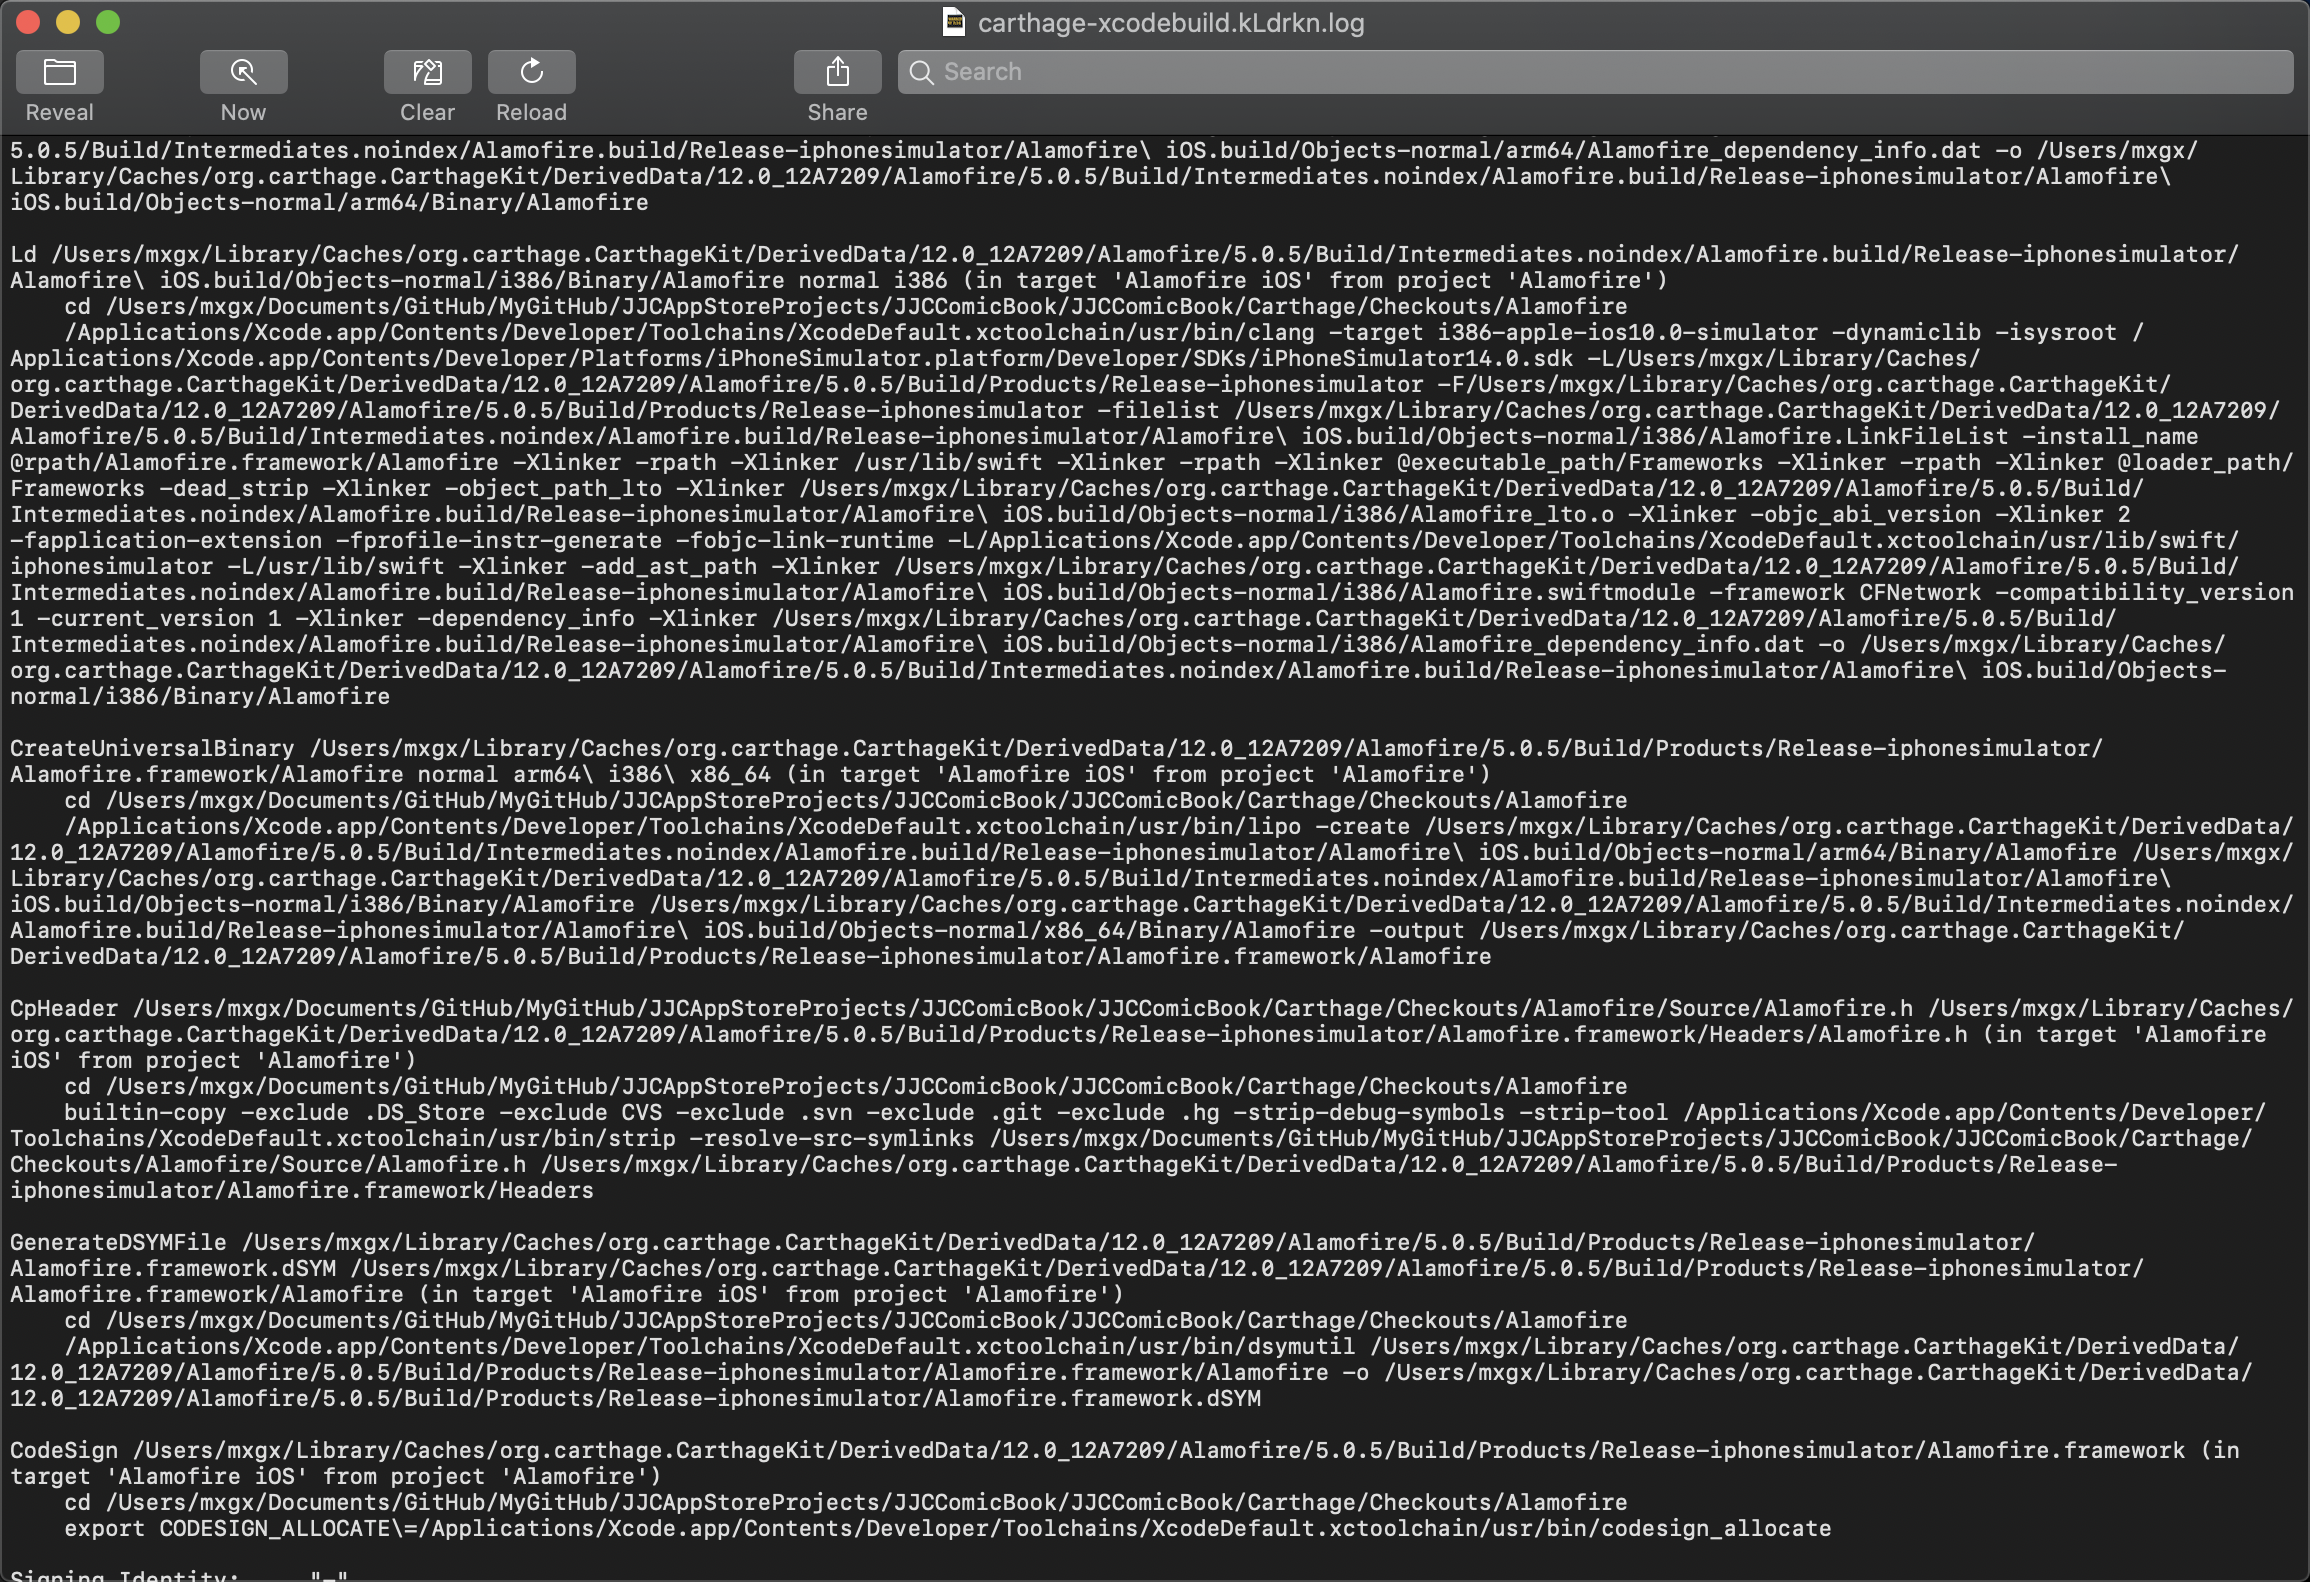 carthage-xcodebuild.kLdrkn.log
Search
Reveal
Now
Clear
Reload
Share
5.0.5/Build/Intermediates.noindex/Alamofire.build/Release-iphonesimulator/Alamofire\ iOS.build/Objects-normal/arm64/Alamofire_dependency_info.dat -o /Users/mxgx/
Library/Caches/org.carthage.CarthageKit/DerivedData/12.0_12A7209/Alamofire/5.0.5/Build/Intermediates.noindex/Alamofire.build/Release-iphonesimulator/Alamofire\
iOS.build/Objects-normal/arm64/Binary/Alamofire
Ld /Users/mxgx/Library/Caches/org.carthage.CarthageKit/DerivedData/12.0_12A7209/Alamofire/5.0.5/Build/Intermediates.noindex/Alamofire.build/Release-iphonesimulator/
Alamofire\ iOS.build/Objects-normal/i386/Binary/Alamofire normal i386 (in target 'Alamofire iOS' from project 'Alamofire')
cd /Users/mxgx/Documents/GitHub/MyGitHub/JJCAppStoreProjects/JJCComicBook/JJCComicBook/Carthage/Checkouts/Alamofire
/Applications/Xcode.app/Contents/Developer/Toolchains/XcodeDefault.xctoolchain/usr/bin/clang -target i386-apple-ios10.0-simulator -dynamiclib -isysroot /
Applications/Xcode.app/Contents/Developer/Platforms/iPhoneSimulator.platform/Developer/SDKs/iPhoneSimulator14.0.sdk -L/Users/mxgx/Library/Caches/
org.carthage.CarthageKit/DerivedData/12.0_12A7209/Alamofire/5.0.5/Build/Products/Release-iphonesimulator -F/Users/mxgx/Library/Caches/org.carthage.CarthageKit/
DerivedData/12.0_12A7209/Alamofire/5.0.5/Build/Products/Release-iphonesimulator -filelist /Users/mxgx/Library/Caches/org.carthage.CarthageKit/DerivedData/12.0_12A7209/
Alamofire/5.0.5/Build/Intermediates.noindex/Alamofire.build/Release-iphonesimulator/Alamofire\ iOS.build/Objects-normal/i386/Alamofire.LinkFileList -install_name
@rpath/Alamofire.framework/Alamofire -Xlinker -rpath -Xlinker /usr/lib/swift -Xlinker -rpath -Xlinker @executable_path/Frameworks -Xlinker -rpath -Xlinker @loader_path/
Frameworks -dead_strip -Xlinker -object_path_lto -Xlinker /Users/mxgx/Library/Caches/org.carthage.CarthageKit/DerivedData/12.0_12A7209/Alamofire/5.0.5/Build/
Intermediates.noindex/Alamofire.build/Release-iphonesimulator/Alamofire\ iOS.build/Objects-normal/i386/Alamofire_lto.o -Xlinker -objc_abi_version -Xlinker 2
-fapplication-extension -fprofile-instr-generate -fobjc-link-runtime -L/Applications/Xcode.app/Contents/Developer/Toolchains/XcodeDefault.xctoolchain/usr/lib/swift/
iphonesimulator -L/usr/lib/swift -Xlinker -add_ast_path -Xlinker /Users/mxgx/Library/Caches/org.carthage.CarthageKit/DerivedData/12.0_12A7209/Alamofire/5.0.5/Build/
Intermediates.noindex/Alamofire.build/Release-iphonesimulator/Alamofire\ iOS.build/Objects-normal/i386/Alamofire.swiftmodule -framework CFNetwork -compatibility_version
1 -current_version 1 -Xlinker -dependency_info -Xlinker /Users/mxgx/Library/Caches/org.carthage.CarthageKit/DerivedData/12.0_12A7209/Alamofire/5.0.5/Build/
Intermediates.noindex/Alamofire.build/Release-iphonesimulator/Alamofire\ iOS.build/Objects-normal/i386/Alamofire_dependency_info.dat -o /Users/mxgx/Library/Caches/
org.carthage.CarthageKit/DerivedData/12.0_12A7209/Alamofire/5.0.5/Build/Intermediates.noindex/Alamofire.build/Release-iphonesimulator/Alamofire\ iOS.build/Objects-
normal/i386/Binary/Alamofire
CreateUniversalBinary /Users/mxgx/Library/Caches/org.carthage.CarthageKit/DerivedData/12.0_12A7209/Alamofire/5.0.5/Build/Products/Release-iphonesimulator/
Alamofire.framework/Alamofire normal arm64\ i386\ x86_64 (in target 'Alamofire iOS' from project 'Alamofire')
cd /Users/mxgx/Documents/GitHub/MyGitHub/JJCAppStoreProjects/JJCComicBook/JJCComicBook/Carthage/Checkouts/Alamofire
/Applications/Xcode.app/Contents/Developer/Toolchains/XcodeDefault.xctoolchain/usr/bin/lipo -create /Users/mxgx/Library/Caches/org.carthage.CarthageKit/DerivedData/
12.0_12A7209/Alamofire/5.0.5/Build/Intermediates.noindex/Alamofire.build/Release-iphonesimulator/Alamofire\ iOS.build/Objects-normal/arm64/Binary/Alamofire /Users/mxgx/
Library/Caches/org.carthage.CarthageKit/DerivedData/12.0_12A7209/Alamofire/5.0.5/Build/Intermediates.noindex/Alamofire.build/Release-iphonesimulator/Alamofire\
iOS.build/Objects-normal/i386/Binary/Alamofire /Users/mxgx/Library/Caches/org.carthage.CarthageKit/DerivedData/12.0_12A7209/Alamofire/5.0.5/Build/Intermediates.noindex/
Alamofire.build/Release-iphonesimulator/Alamofire\ iOS.build/Objects-normal/x86_64/Binary/Alamofire -output /Users/mxgx/Library/Caches/org.carthage.CarthageKit/
DerivedData/12.0_12A7209/Alamofire/5.0.5/Build/Products/Release-iphonesimulator/Alamofire.framework/Alamofire
CpHeader /Users/mxgx/Documents/GitHub/MyGitHub/JJCAppStoreProjects/JJCComicBook/JJCComicBook/Carthage/Checkouts/Alamofire/Source/Alamofire.h /Users/mxgx/Library/Caches/
org.carthage.CarthageKit/DerivedData/12.0_12A7209/Alamofire/5.0.5/Build/Products/Release-iphonesimulator/Alamofire.framework/Headers/Alamofire.h (in target 'Alamofire
iOS' from project 'Alamofire')
cd /Users/mxgx/Documents/GitHub/MyGitHub/JJCAppStoreProjects/JJCComicBook/JJCComicBook/Carthage/Checkouts/Alamofire
builtin-copy -exclude .DS_Store -exclude CVS -exclude .svn -exclude .git -exclude .hg -strip-debug-symbols -strip-tool /Applications/Xcode.app/Contents/Developer/
Toolchains/XcodeDefault.xctoolchain/usr/bin/strip -resolve-src-symlinks /Users/mxgx/Documents/GitHub/MyGitHub/JJCAppStoreProjects/JJCComicBook/JJCComicBook/Carthage/
Checkouts/Alamofire/Source/Alamofire.h /Users/mxgx/Library/Caches/org.carthage.CarthageKit/DerivedData/12.0_12A7209/Alamofire/5.0.5/Build/Products/Release-
iphonesimulator/Alamofire.framework/Headers
GenerateDSYMFile /Users/mxgx/Library/Caches/org.carthage.CarthageKit/DerivedData/12.0_12A7209/Alamofire/5.0.5/Build/Products/Release-iphonesimulator/
Alamofire.framework.dSYM /Users/mxgx/Library/Caches/org.carthage.CarthageKit/DerivedData/12.0_12A7209/Alamofire/5.0.5/Build/Products/Release-iphonesimulator/
Alamofire.framework/Alamofire (in target 'Alamofire iOS' from project 'Alamofire')
cd /Users/mxgx/Documents/GitHub/MyGitHub/JJCAppStoreProjects/JJCComicBook/JJCComicBook/Carthage/Checkouts/Alamofire
/Applications/Xcode.app/Contents/Developer/Toolchains/XcodeDefault.xctoolchain/usr/bin/dsymutil /Users/mxgx/Library/Caches/org.carthage.CarthageKit/DerivedData/
12.0_12A7209/Alamofire/5.0.5/Build/Products/Release-iphonesimulator/Alamofire.framework/Alamofire -o /Users/mxgx/Library/Caches/org.carthage.CarthageKit/DerivedData/
12.0_12A7209/Alamofire/5.0.5/Build/Products/Release-iphonesimulator/Alamofire.framework.dSYM
CodeSign /Users/mxgx/Library/Caches/org.carthage.CarthageKit/DerivedData/12.0_12A7209/Alamofire/5.0.5/Build/Products/Release-iphonesimulator/Alamofire.framework (in
target 'Alamofire iOS' from project 'Alamofire')
cd /Users/mxgx/Documents/GitHub/MyGitHub/JJCAppStoreProjects/JJCComicBook/JJCComicBook/Carthage/Checkouts/Alamofire
export CODESIGN_ALLOCATE\=/Applications/Xcode.app/Contents/Developer/Toolchains/XcodeDefault.xctoolchain/usr/bin/codesign_allocate
Signing Identity: "-"